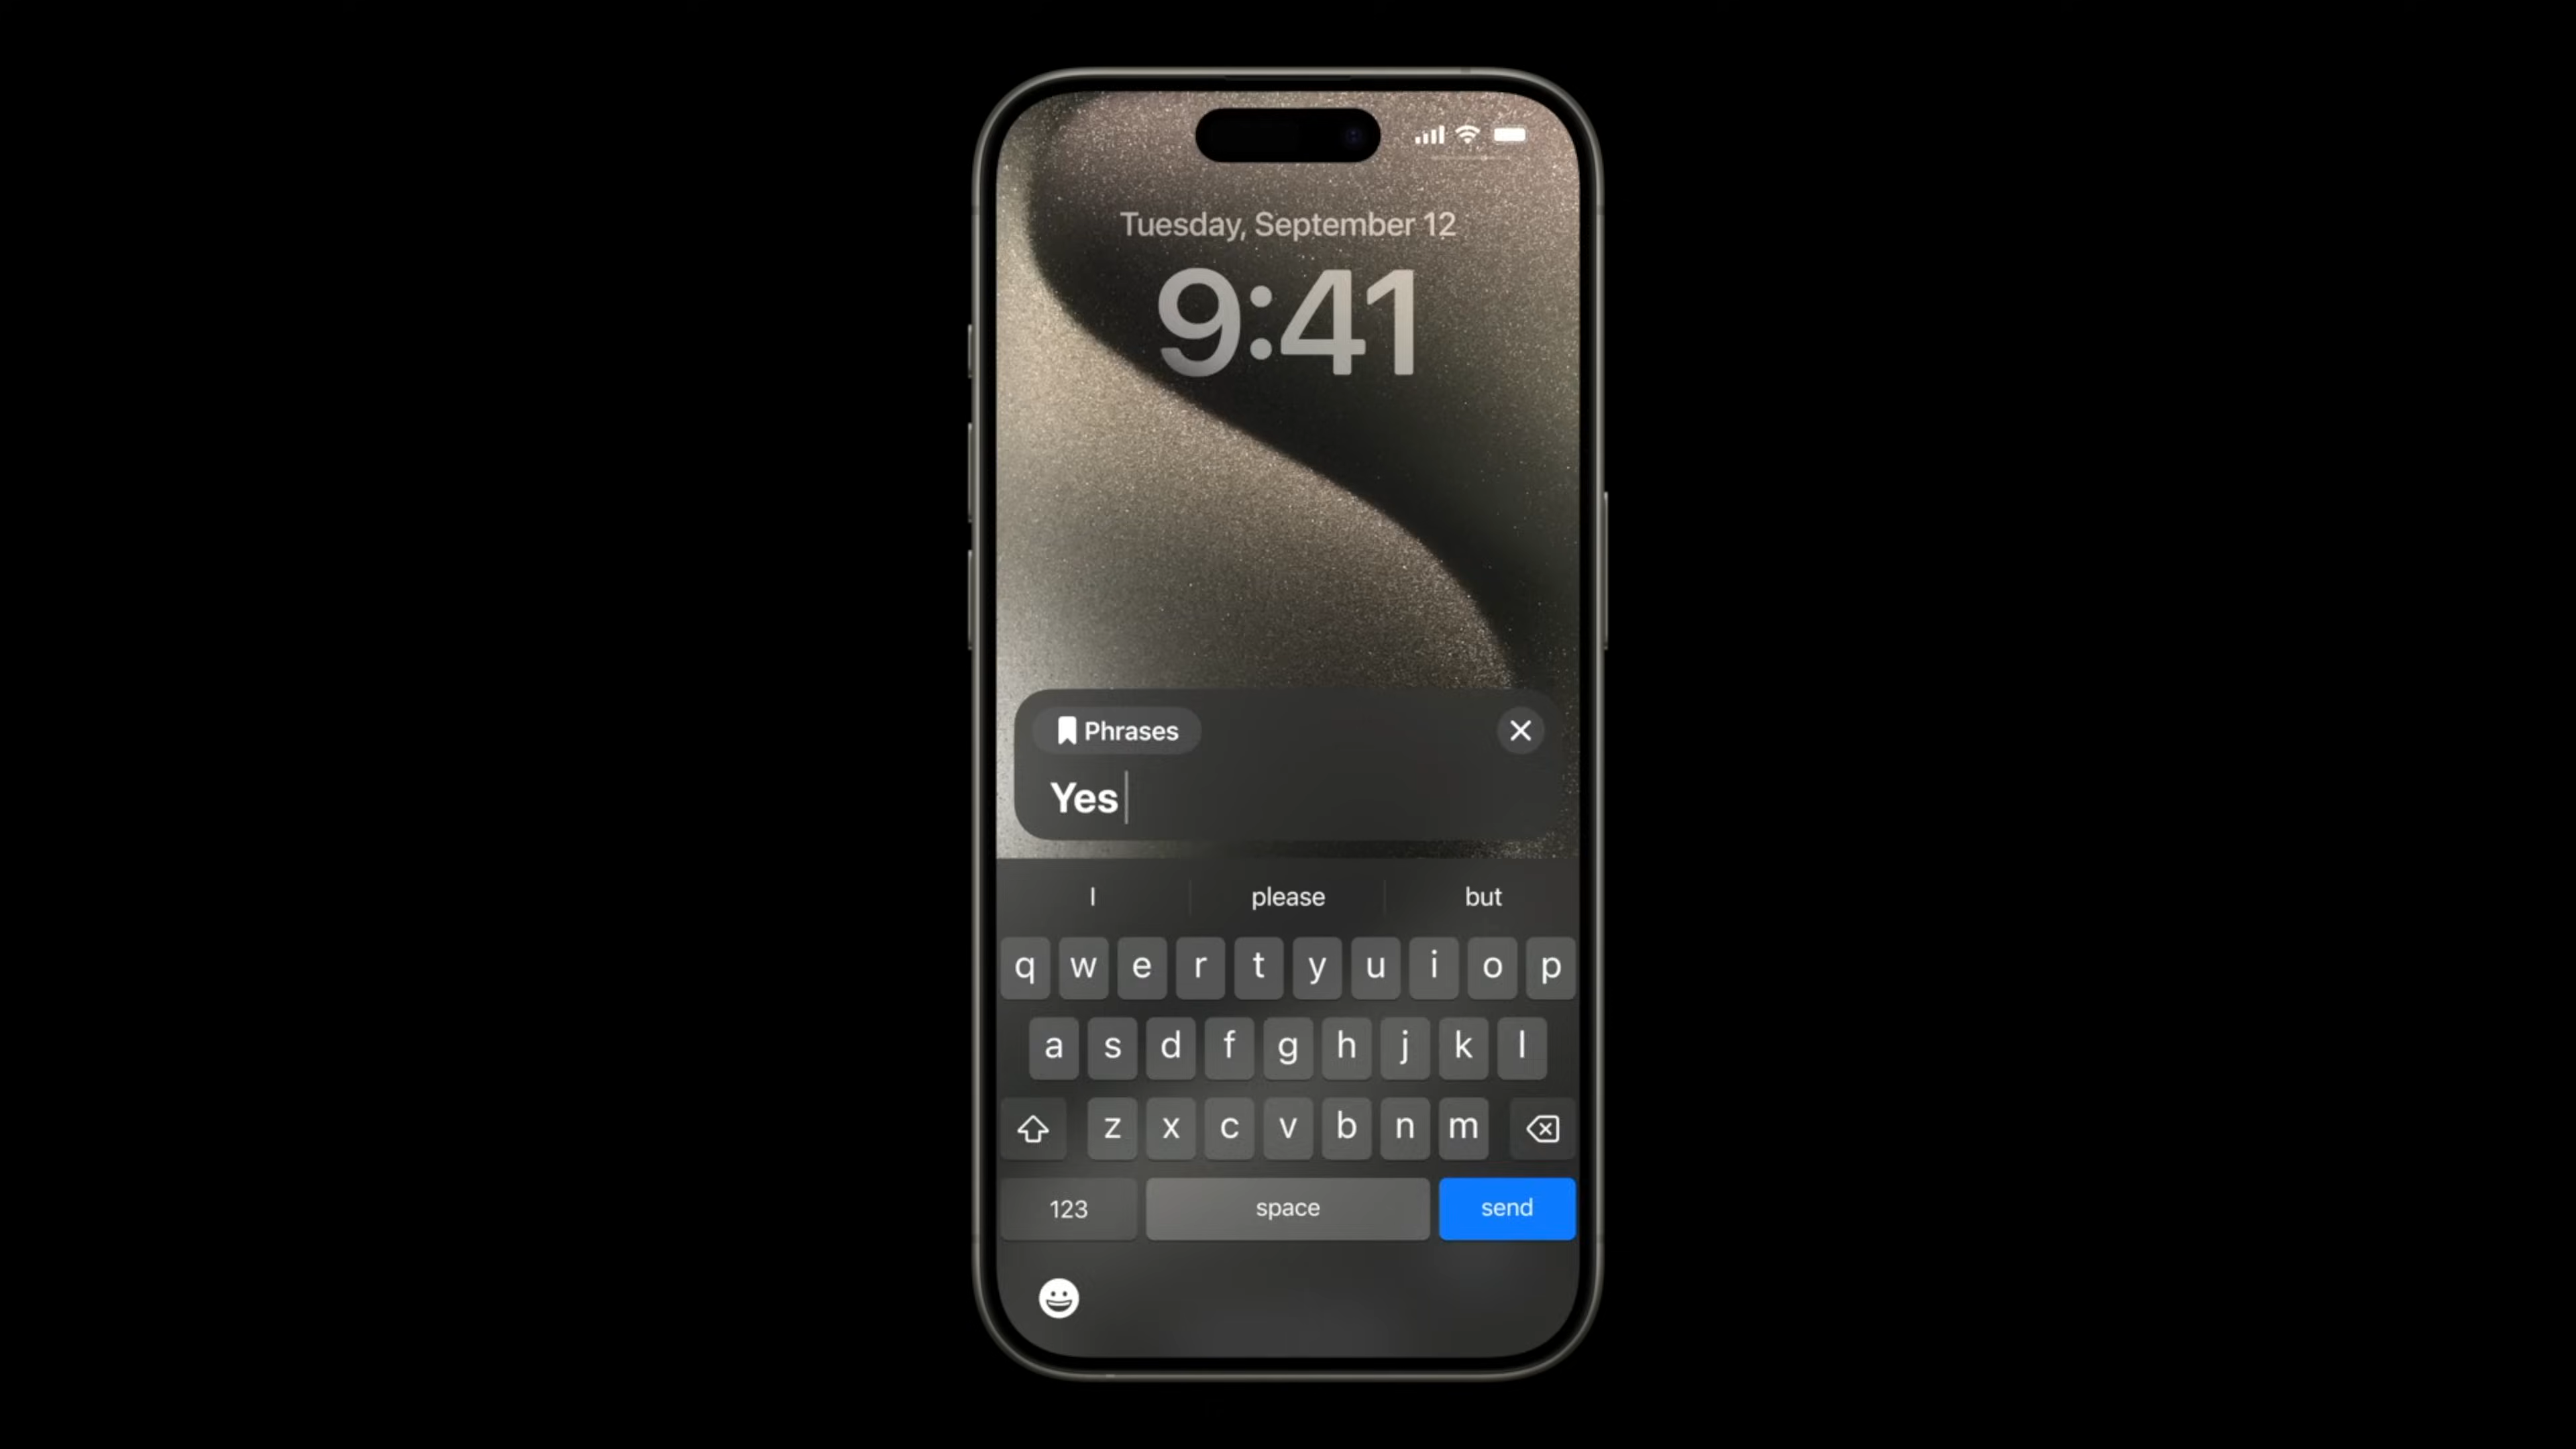 Tuesday, September 12
9:41
Phrases
Yes
I please but
q w e r t y u i o p
a s d f g h j k l
z x c v b n m
123 space send